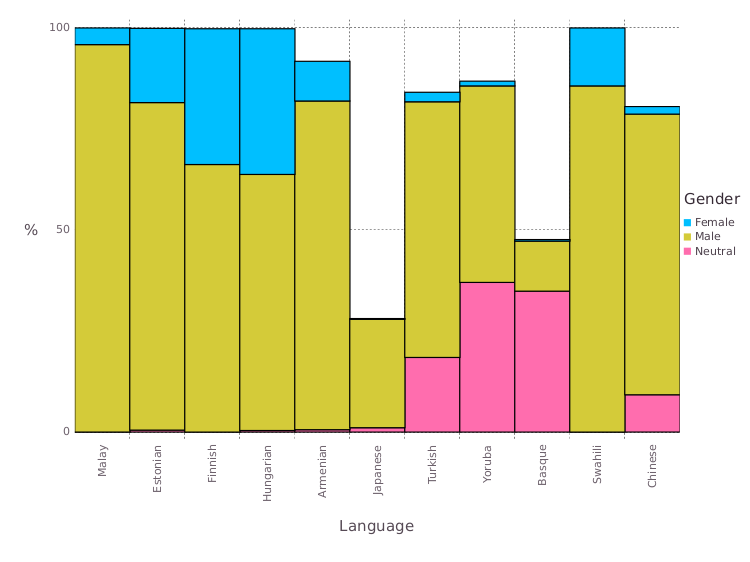 100
50
0
%
Malay
Estonian
Finnish
Hungarian
Armenian
Japanese
Turkish
Yoruba
Basque
Swahili
Chinese
Language
Gender
Female
Male
Neutral